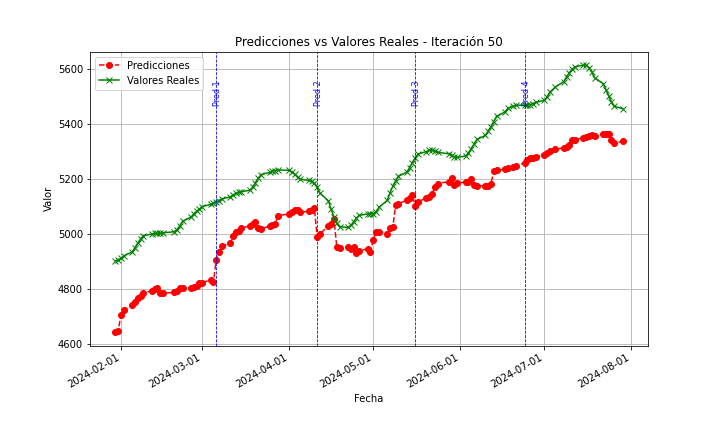 Predicciones vs Valores Reales - Iteración 50
Predicciones
Valores Reales
Pred 1
Pred 2
Pred 3
Pred 4
Valor
5600
5400
5200
5000
4800
4600
2024-02-01
2024-03-01
2024-04-01
2024-05-01
2024-06-01
2024-07-01
2024-08-01
Fecha